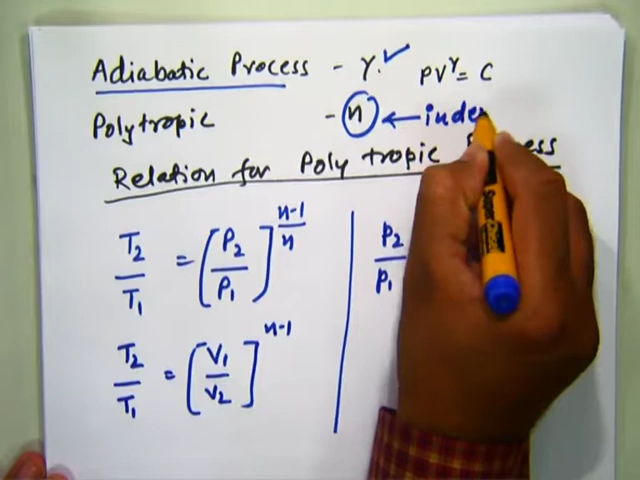 Adiabatic Process - γ. ✓ PV^γ = C
Polytropic - n ← index
Relation for Poly tropic
T₂/T₁ = (P₂/P₁)^((n-1)/n)
P₂/P₁
T₂/T₁ = [V₁/V₂]^(n-1)